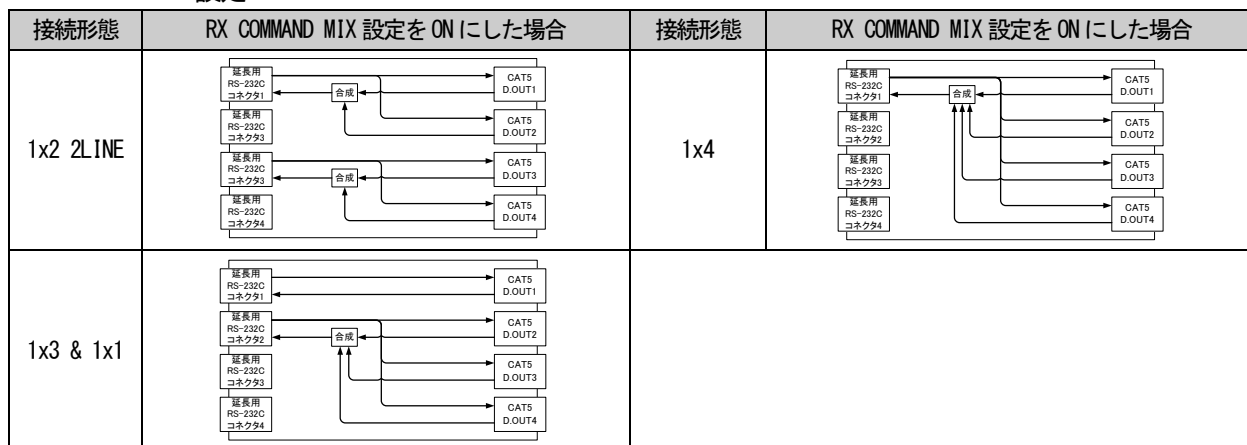 接続形態
RX COMMAND MIX 設定を ON にした場合
接続形態
RX COMMAND MIX 設定を ON にした場合
1x2 2LINE
延長用
RS-232C
コネクタ1
合成
CAT5
D.OUT1
延長用
RS-232C
コネクタ3
CAT5
D.OUT2
延長用
RS-232C
コネクタ3
合成
CAT5
D.OUT3
延長用
RS-232C
コネクタ4
CAT5
D.OUT4
1x4
延長用
RS-232C
コネクタ1
合成
CAT5
D.OUT1
延長用
RS-232C
コネクタ2
CAT5
D.OUT2
延長用
RS-232C
コネクタ3
CAT5
D.OUT3
延長用
RS-232C
コネクタ4
CAT5
D.OUT4
1x3 & 1x1
延長用
RS-232C
コネクタ1
CAT5
D.OUT1
延長用
RS-232C
コネクタ2
合成
CAT5
D.OUT2
延長用
RS-232C
コネクタ3
CAT5
D.OUT3
延長用
RS-232C
コネクタ4
CAT5
D.OUT4